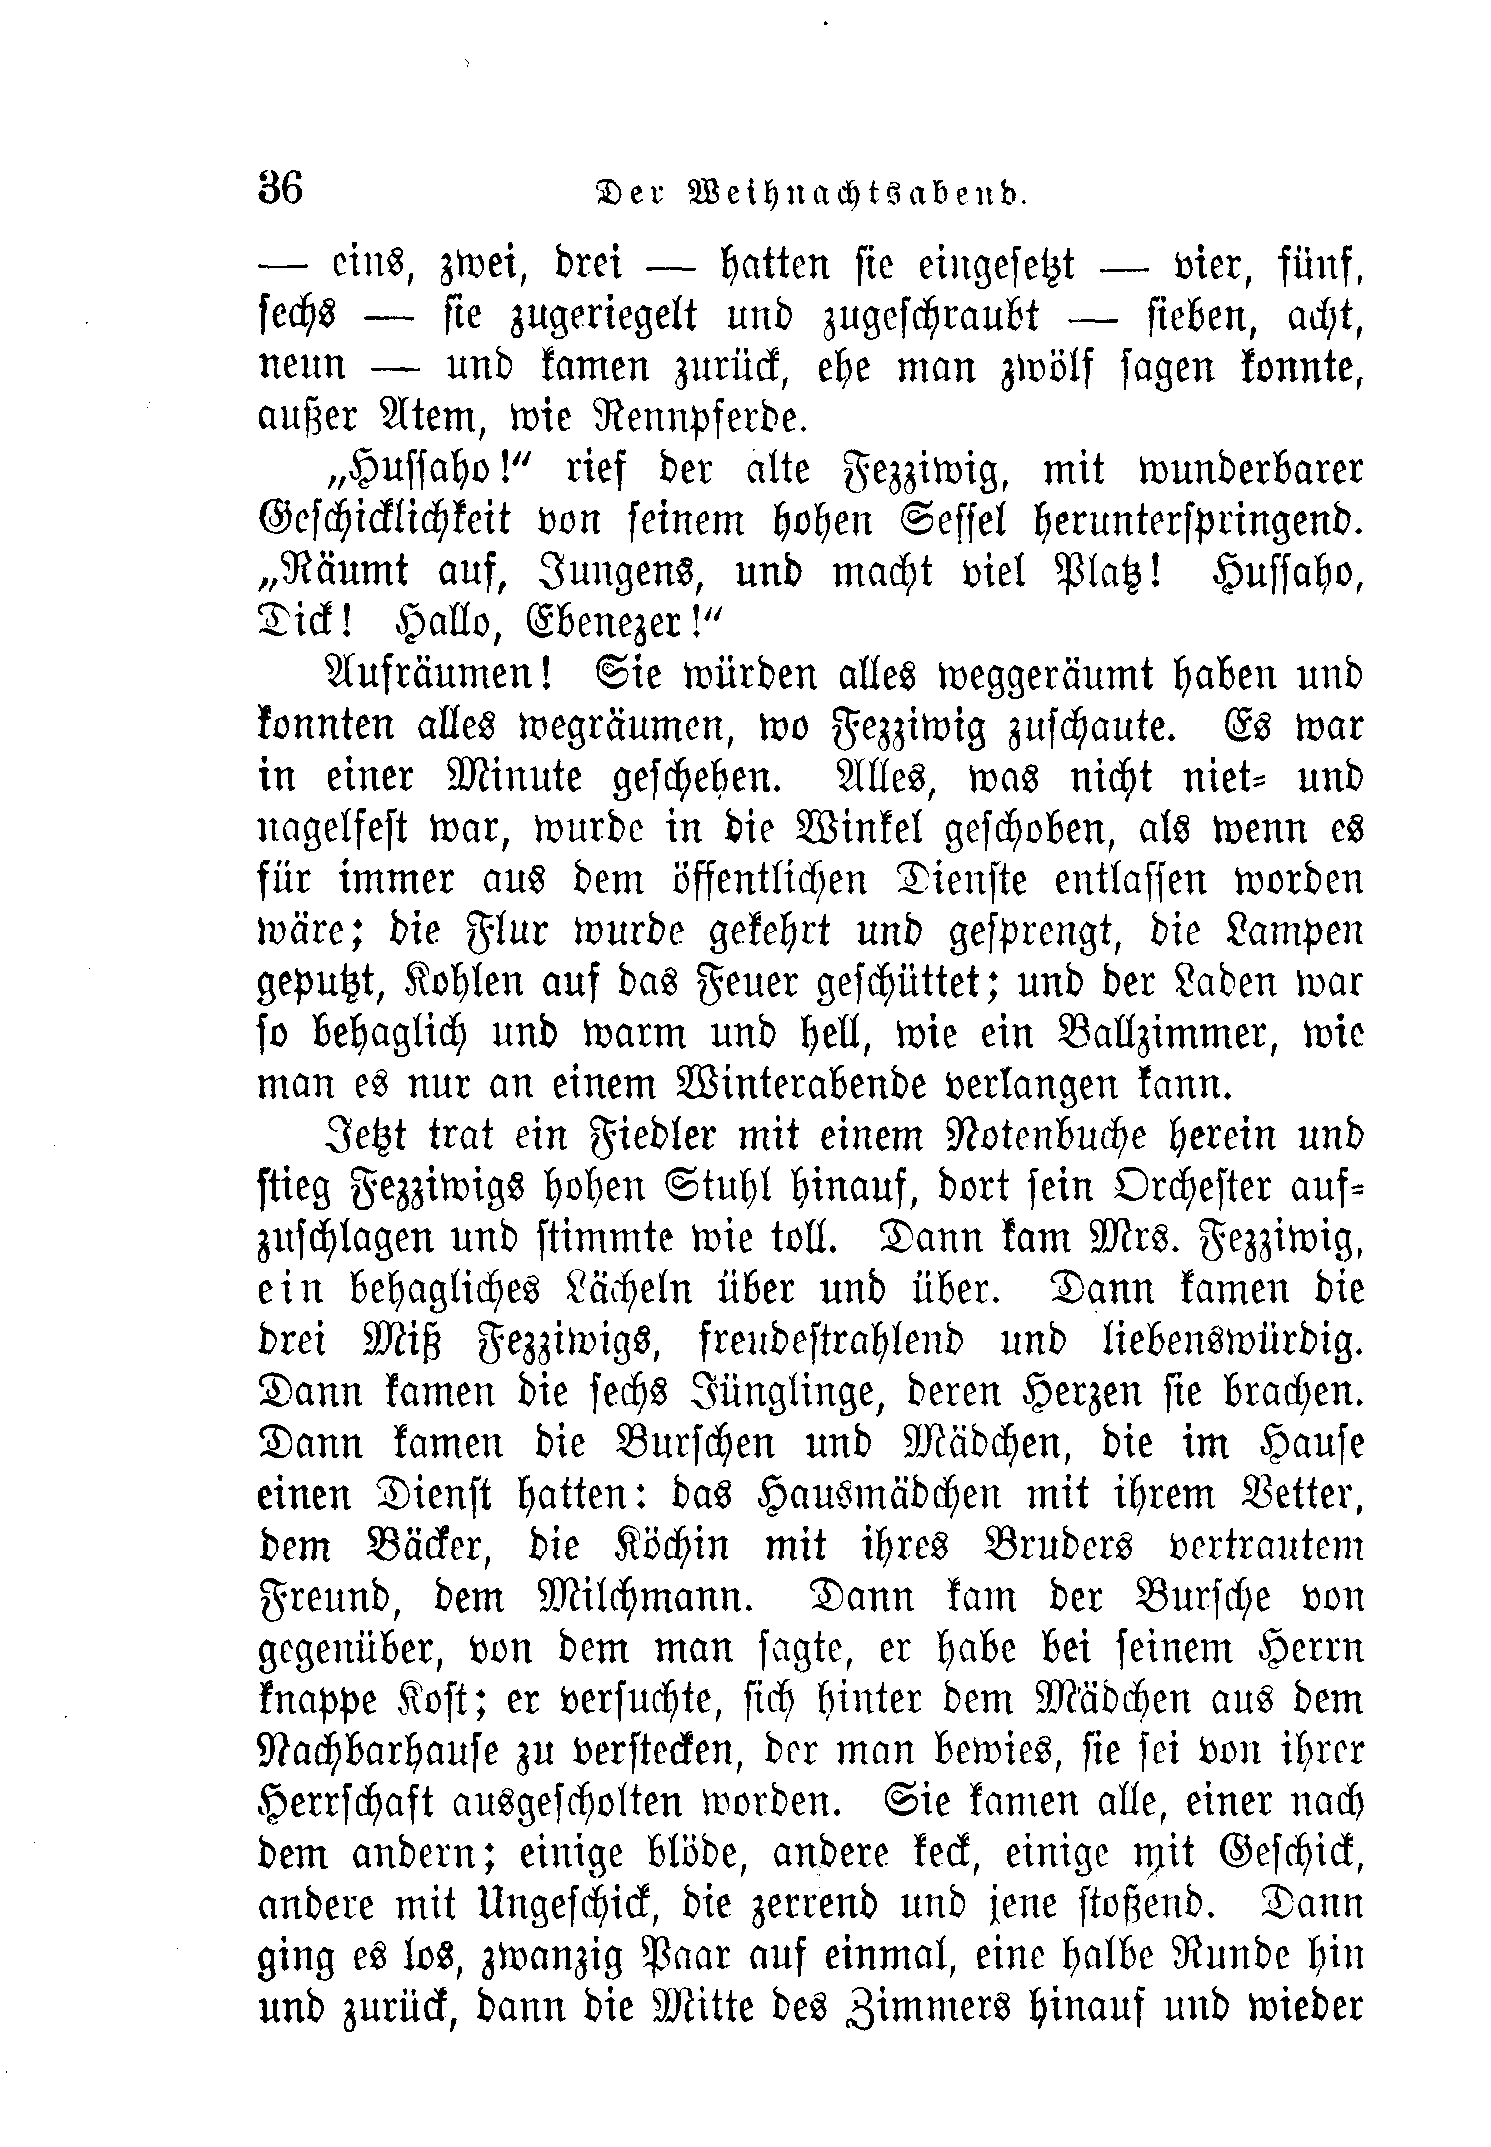 36 Der Weihnachtsabend.
— eins, zwei, drei — hatten sie eingesetzt — vier, fünf,
sechs — sie zugeriegelt und zugeschraubt — sieben, acht,
neun — und kamen zurück, ehe man zwölf sagen konnte,
außer Atem, wie Rennpferde.
„Hussaho!“ rief der alte Fezziwig, mit wunderbarer
Geschicklichkeit von seinem hohen Sessel herunterspringend.
„Räumt auf, Jungens, und macht viel Platz! Hussaho,
Dick! Hallo, Ebenezer!“
Aufräumen! Sie würden alles weggeräumt haben und
konnten alles wegräumen, wo Fezziwig zuschaute. Es war
in einer Minute geschehen. Alles, was nicht niet- und
nagelfest war, wurde in die Winkel geschoben, als wenn es
für immer aus dem öffentlichen Dienste entlassen worden
wäre; die Flur wurde gekehrt und gesprengt, die Lampen
geputzt, Kohlen auf das Feuer geschüttet; und der Laden war
so behaglich und warm und hell, wie ein Ballzimmer, wie
man es nur an einem Winterabende verlangen kann.
Jetzt trat ein Fiedler mit einem Notenbuche herein und
stieg Fezziwigs hohen Stuhl hinauf, dort sein Orchester auf-
zuschlagen und stimmte wie toll. Dann kam Mrs. Fezziwig,
ein behagliches Lächeln über und über. Dann kamen die
drei Miß Fezziwigs, freudestrahlend und liebenswürdig.
Dann kamen die sechs Jünglinge, deren Herzen sie brachen.
Dann kamen die Burschen und Mädchen, die im Hause
einen Dienst hatten: das Hausmädchen mit ihrem Vetter,
dem Bäcker, die Köchin mit ihres Bruders vertrautem
Freund, dem Milchmann. Dann kam der Bursche von
gegenüber, von dem man sagte, er habe bei seinem Herrn
knappe Kost; er versuchte, sich hinter dem Mädchen aus dem
Nachbarhause zu verstecken, der man bewies, sie sei von ihrer
Herrschaft ausgescholten worden. Sie kamen alle, einer nach
dem andern; einige blöde, andere keck, einige mit Geschick,
andere mit Ungeschick, die zerrend und jene stoßend. Dann
ging es los, zwanzig Paar auf einmal, eine halbe Runde hin
und zurück, dann die Mitte des Zimmers hinauf und wieder